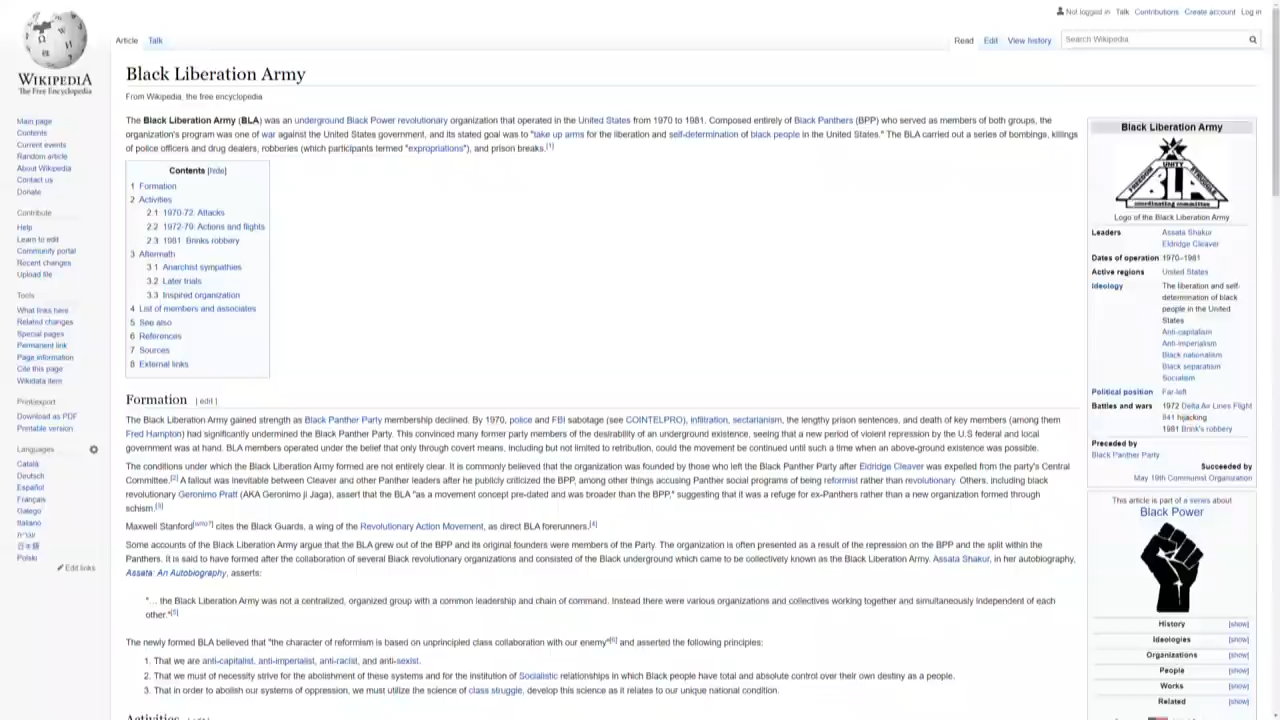 Not logged in Talk Contributions Create account Log in
Article Talk Read Edit View history Search Wikipedia
WIKIPEDIA
The Free Encyclopedia
Main page
Contents
Current events
Random article
About Wikipedia
Contact us
Donate
Contribute
Help
Learn to edit
Community portal
Recent changes
Upload file
Tools
What links here
Related changes
Special pages
Permanent link
Page information
Cite this page
Wikidata item
Print/export
Download as PDF
Printable version
Languages
Català
Deutsch
Español
Français
Galego
Italiano
עברית
日本語
Polski
Edit links
Black Liberation Army
From Wikipedia, the free encyclopedia
The Black Liberation Army (BLA) was an underground Black Power revolutionary organization that operated in the United States from 1970 to 1981. Composed entirely of Black Panthers (BPP) who served as members of both groups, the
organization's program was one of war against the United States government, and its stated goal was to "take up arms for the liberation and self-determination of black people in the United States." The BLA carried out a series of bombings, killings
of police officers and drug dealers, robberies (which participants termed "expropriations"), and prison breaks.[1]
Contents [hide]
1 Formation
2 Activities
2.1 1970-72: Attacks
2.2 1972-79: Actions and flights
2.3 1981 Brinks robbery
3 Aftermath
3.1 Anarchist sympathies
3.2 Later trials
3.3 Inspired organization
4 List of members and associates
5 See also
6 References
7 Sources
8 External links
Formation [ edit ]
The Black Liberation Army gained strength as Black Panther Party membership declined. By 1970, police and FBI sabotage (see COINTELPRO), infiltration, sectarianism, the lengthy prison sentences, and death of key members (among them
Fred Hampton) had significantly undermined the Black Panther Party. This convinced many former party members of the desirability of an underground existence, seeing that a new period of violent repression by the U.S federal and local
government was at hand. BLA members operated under the belief that only through covert means, including but not limited to retribution, could the movement be continued until such a time when an above-ground existence was possible.
The conditions under which the Black Liberation Army formed are not entirely clear. It is commonly believed that the organization was founded by those who left the Black Panther Party after Eldridge Cleaver was expelled from the party's Central
Committee.[2] A fallout was inevitable between Cleaver and other Panther leaders after he publicly criticized the BPP, among other things accusing Panther social programs of being reformist rather than revolutionary. Others, including black
revolutionary Geronimo Pratt (AKA Geronimo ji Jaga), assert that the BLA "as a movement concept pre-dated and was broader than the BPP," suggesting that it was a refuge for ex-Panthers rather than a new organization formed through
schism.[3]
Maxwell Stanford[who?] cites the Black Guards, a wing of the Revolutionary Action Movement, as direct BLA forerunners.[4]
Some accounts of the Black Liberation Army argue that the BLA grew out of the BPP and its original founders were members of the Party. The organization is often presented as a result of the repression on the BPP and the split within the
Panthers. It is said to have formed after the collaboration of several Black revolutionary organizations and consisted of the Black underground which came to be collectively known as the Black Liberation Army. Assata Shakur, in her autobiography,
Assata: An Autobiography, asserts:
"... the Black Liberation Army was not a centralized, organized group with a common leadership and chain of command. Instead there were various organizations and collectives working together and simultaneously independent of each
other."[5]
The newly formed BLA believed that "the character of reformism is based on unprincipled class collaboration with our enemy"[6] and asserted the following principles:
1. That we are anti-capitalist, anti-imperialist, anti-racist, and anti-sexist.
2. That we must of necessity strive for the abolishment of these systems and for the institution of Socialistic relationships in which Black people have total and absolute control over their own destiny as a people.
3. That in order to abolish our systems of oppression, we must utilize the science of class struggle, develop this science as it relates to our unique national condition.
Activities [ edit ]
Black Liberation Army
FREEDOM UNITY STRUGGLE
BLA
coordinating committee
Logo of the Black Liberation Army
Leaders Assata Shakur
Eldridge Cleaver
Dates of operation 1970–1981
Active regions United States
Ideology The liberation and self-
determination of black
people in the United
States
Anti-capitalism
Anti-imperialism
Black nationalism
Black separatism
Socialism
Political position Far-left
Battles and wars 1972 Delta Air Lines Flight
841 hijacking
1981 Brink's robbery
Preceded by
Black Panther Party
Succeeded by
May 19th Communist Organization
This article is part of a series about
Black Power
History [show]
Ideologies [show]
Organizations [show]
People [show]
Works [show]
Related [show]